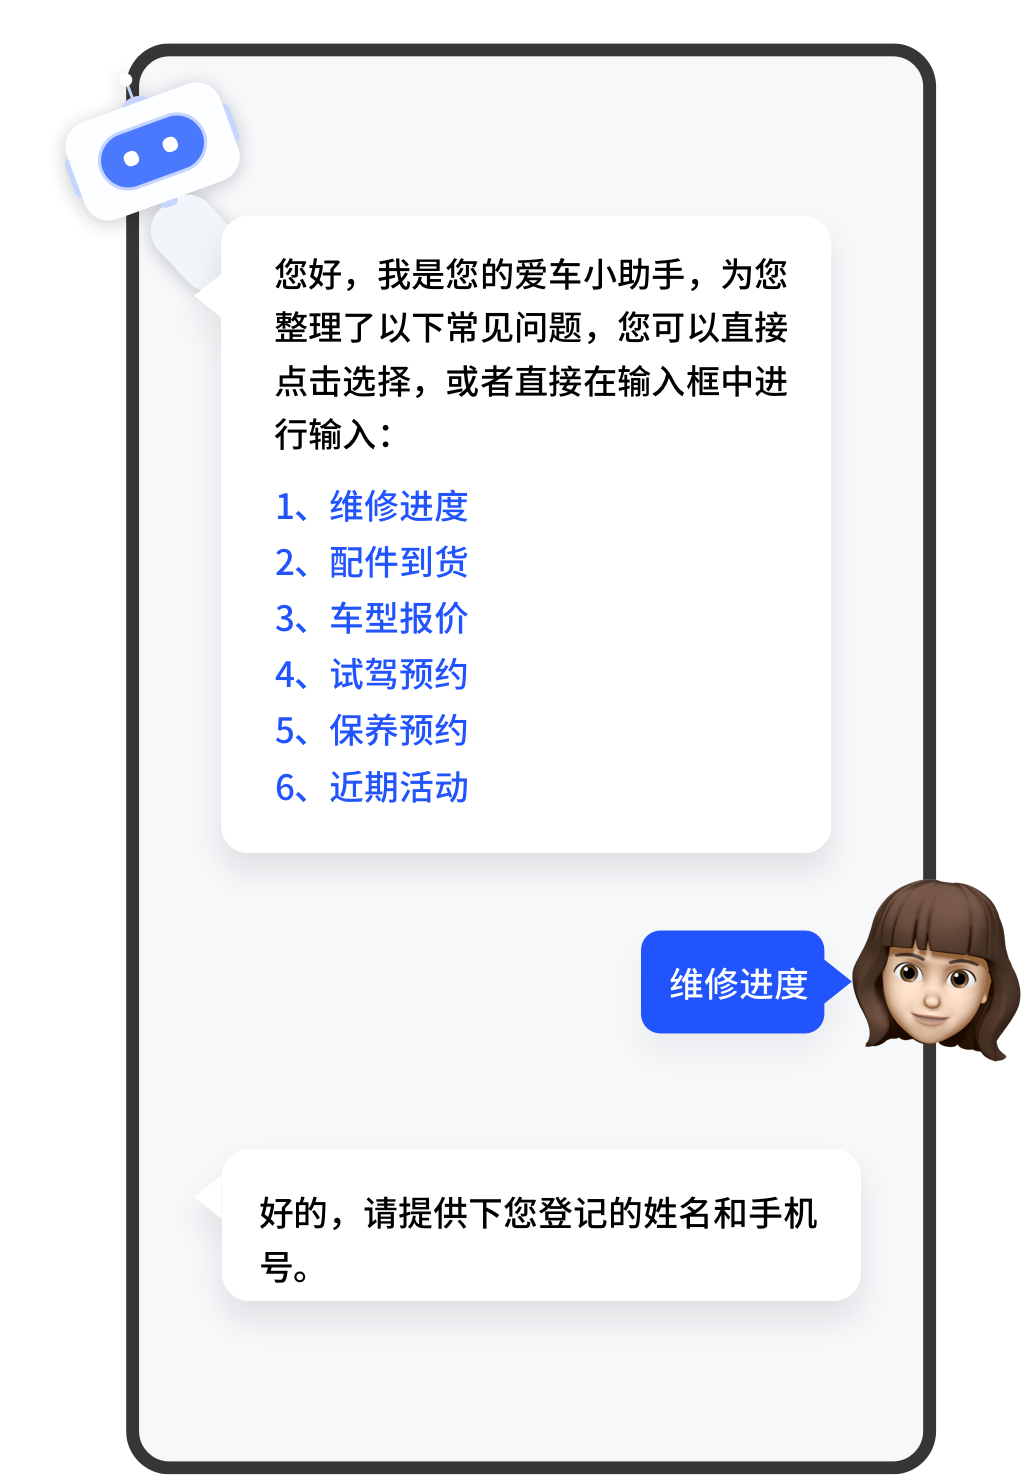 您好，我是您的爱车小助手，为您
整理了以下常见问题，您可以直接
点击选择，或者直接在输入框中进
行输入：
1、维修进度
2、配件到货
3、车型报价
4、试驾预约
5、保养预约
6、近期活动
维修进度
好的，请提供下您登记的姓名和手机
号。